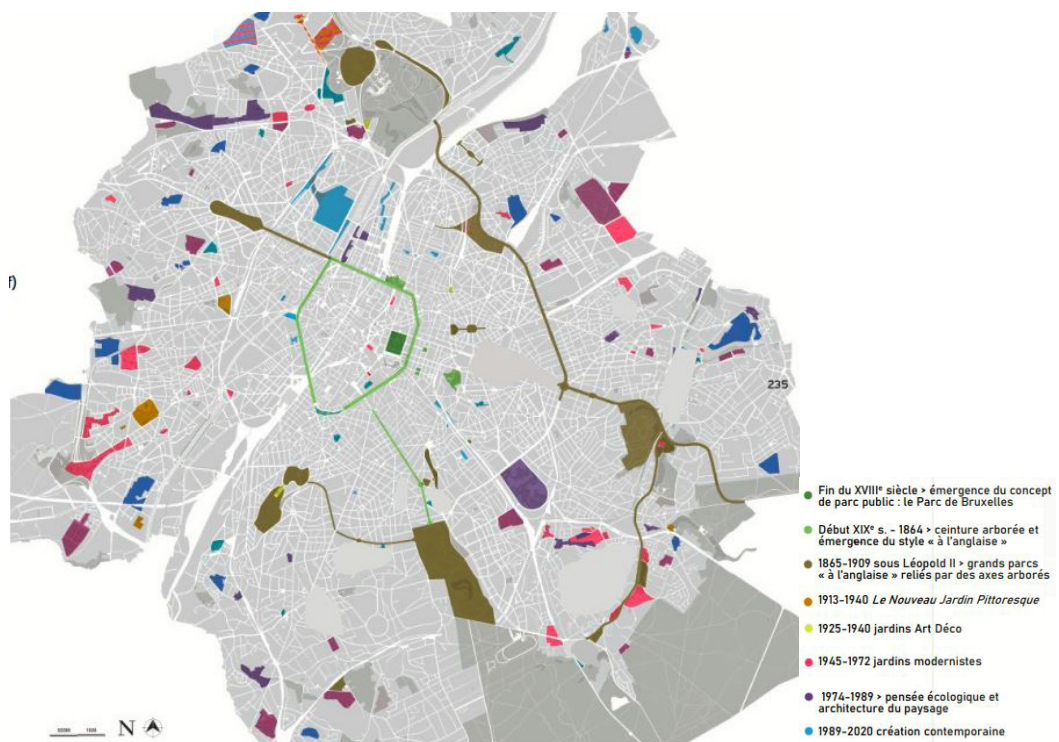 f)
235
Fin du XVIIIᵉ siècle > émergence du concept
de parc public : le Parc de Bruxelles
Début XIXᵉ s. - 1864 > ceinture arborée et
émergence du style « à l'anglaise »
1865-1909 sous Léopold II > grands parcs
« à l'anglaise » reliés par des axes arborés
1913-1940 Le Nouveau Jardin Pittoresque
1925-1940 jardins Art Déco
1945-1972 jardins modernistes
1974-1989 > pensée écologique et
architecture du paysage
1989-2020 création contemporaine
N